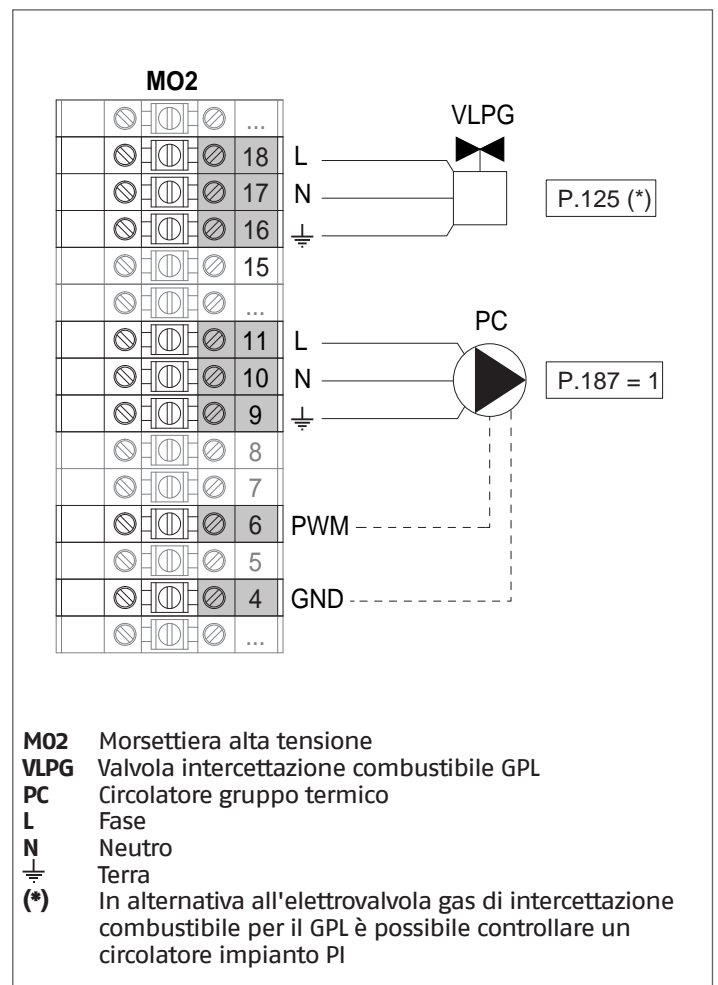 MO2
VLPG
...
18 L
17 N
16
P.125 (*)
15
...
PC
11 L
10 N
P.187 = 1
9
8
7
6 PWM
5
4 GND
...
M02 Morsettiera alta tensione
VLPG Valvola intercettazione combustibile GPL
PC Circolatore gruppo termico
L Fase
N Neutro
⏚ Terra
(*) In alternativa all'elettrovalvola gas di intercettazione
combustibile per il GPL è possibile controllare un
circolatore impianto PI